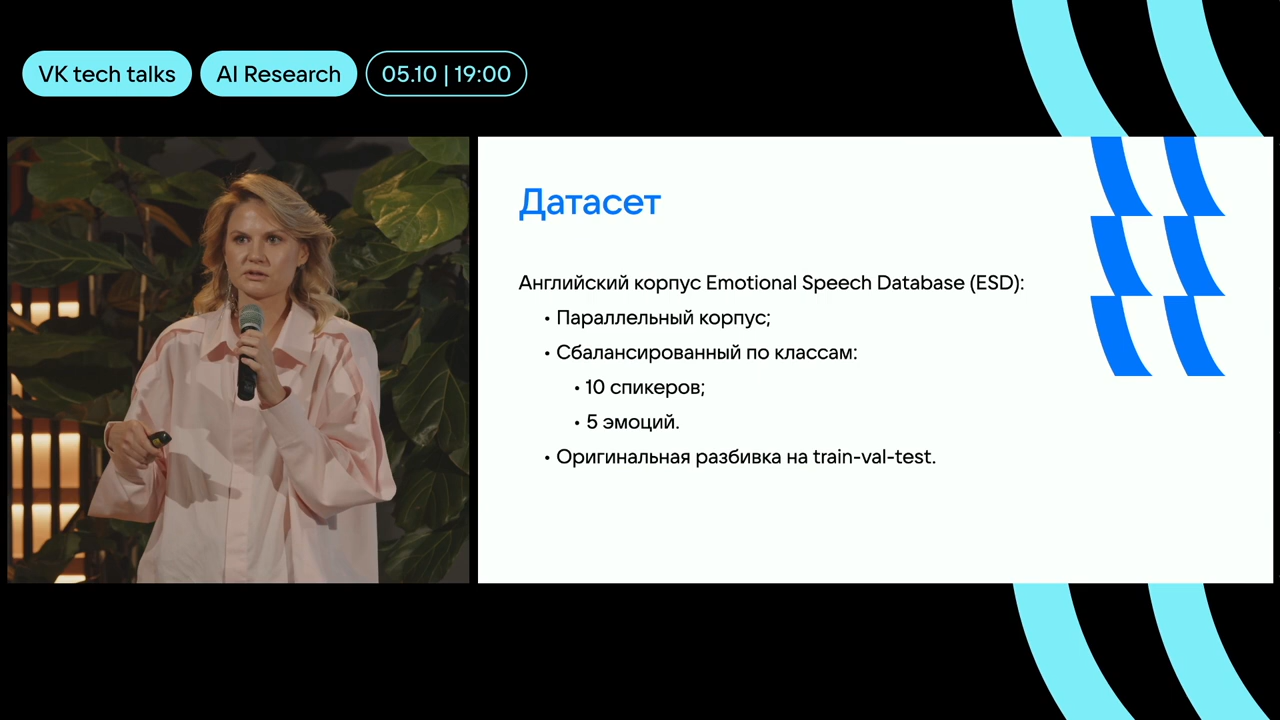 VK tech talks
AI Research
05.10 | 19:00
Датасет
Английский корпус Emotional Speech Database (ESD):
• Параллельный корпус;
• Сбалансированный по классам:
• 10 спикеров;
• 5 эмоций.
• Оригинальная разбивка на train-val-test.